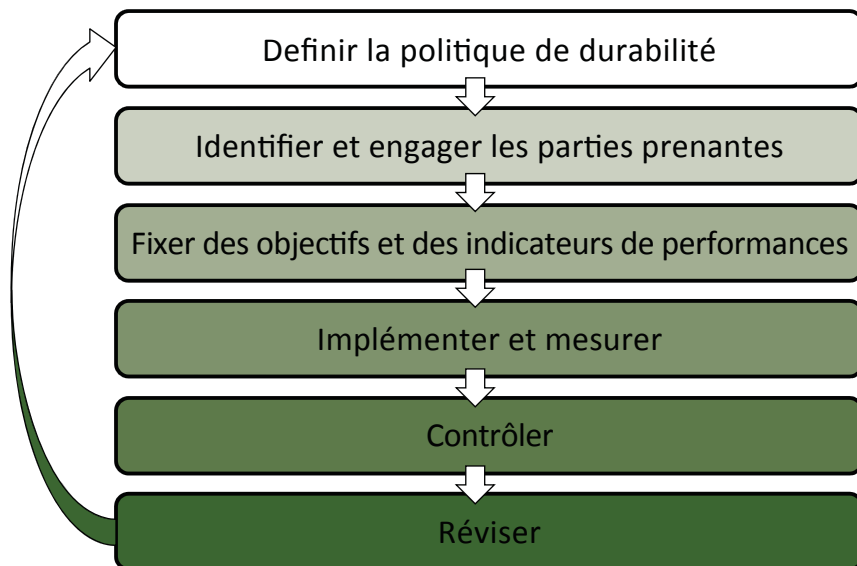 Definir la politique de durabilité
Identifier et engager les parties prenantes
Fixer des objectifs et des indicateurs de performances
Implémenter et mesurer
Contrôler
Réviser